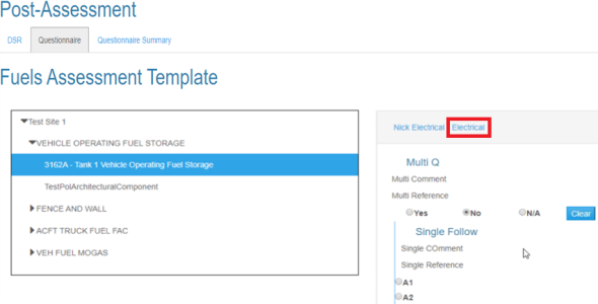 Post-Assessment
DSR Questionnaire Questionnaire Summary
Fuels Assessment Template
Test Site 1
VEHICLE OPERATING FUEL STORAGE
3162A - Tank 1 Vehicle Operating Fuel Storage
TestPolArchitecturalComponent
FENCE AND WALL
ACFT TRUCK FUEL FAC
VEH FUEL MOGAS
Nick Electrical Electrical
Multi Q
Multi Comment
Multi Reference
Yes No N/A Clear
Single Follow
Single COmment
Single Reference
A1
A2